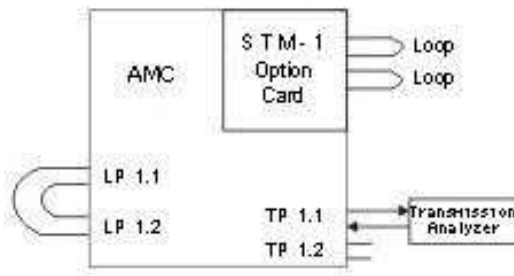 STM-1
Option
Card
AMC
Loop
Loop
LP 1.1
LP 1.2
TP 1.1
TP 1.2
Transmission
Analyzer